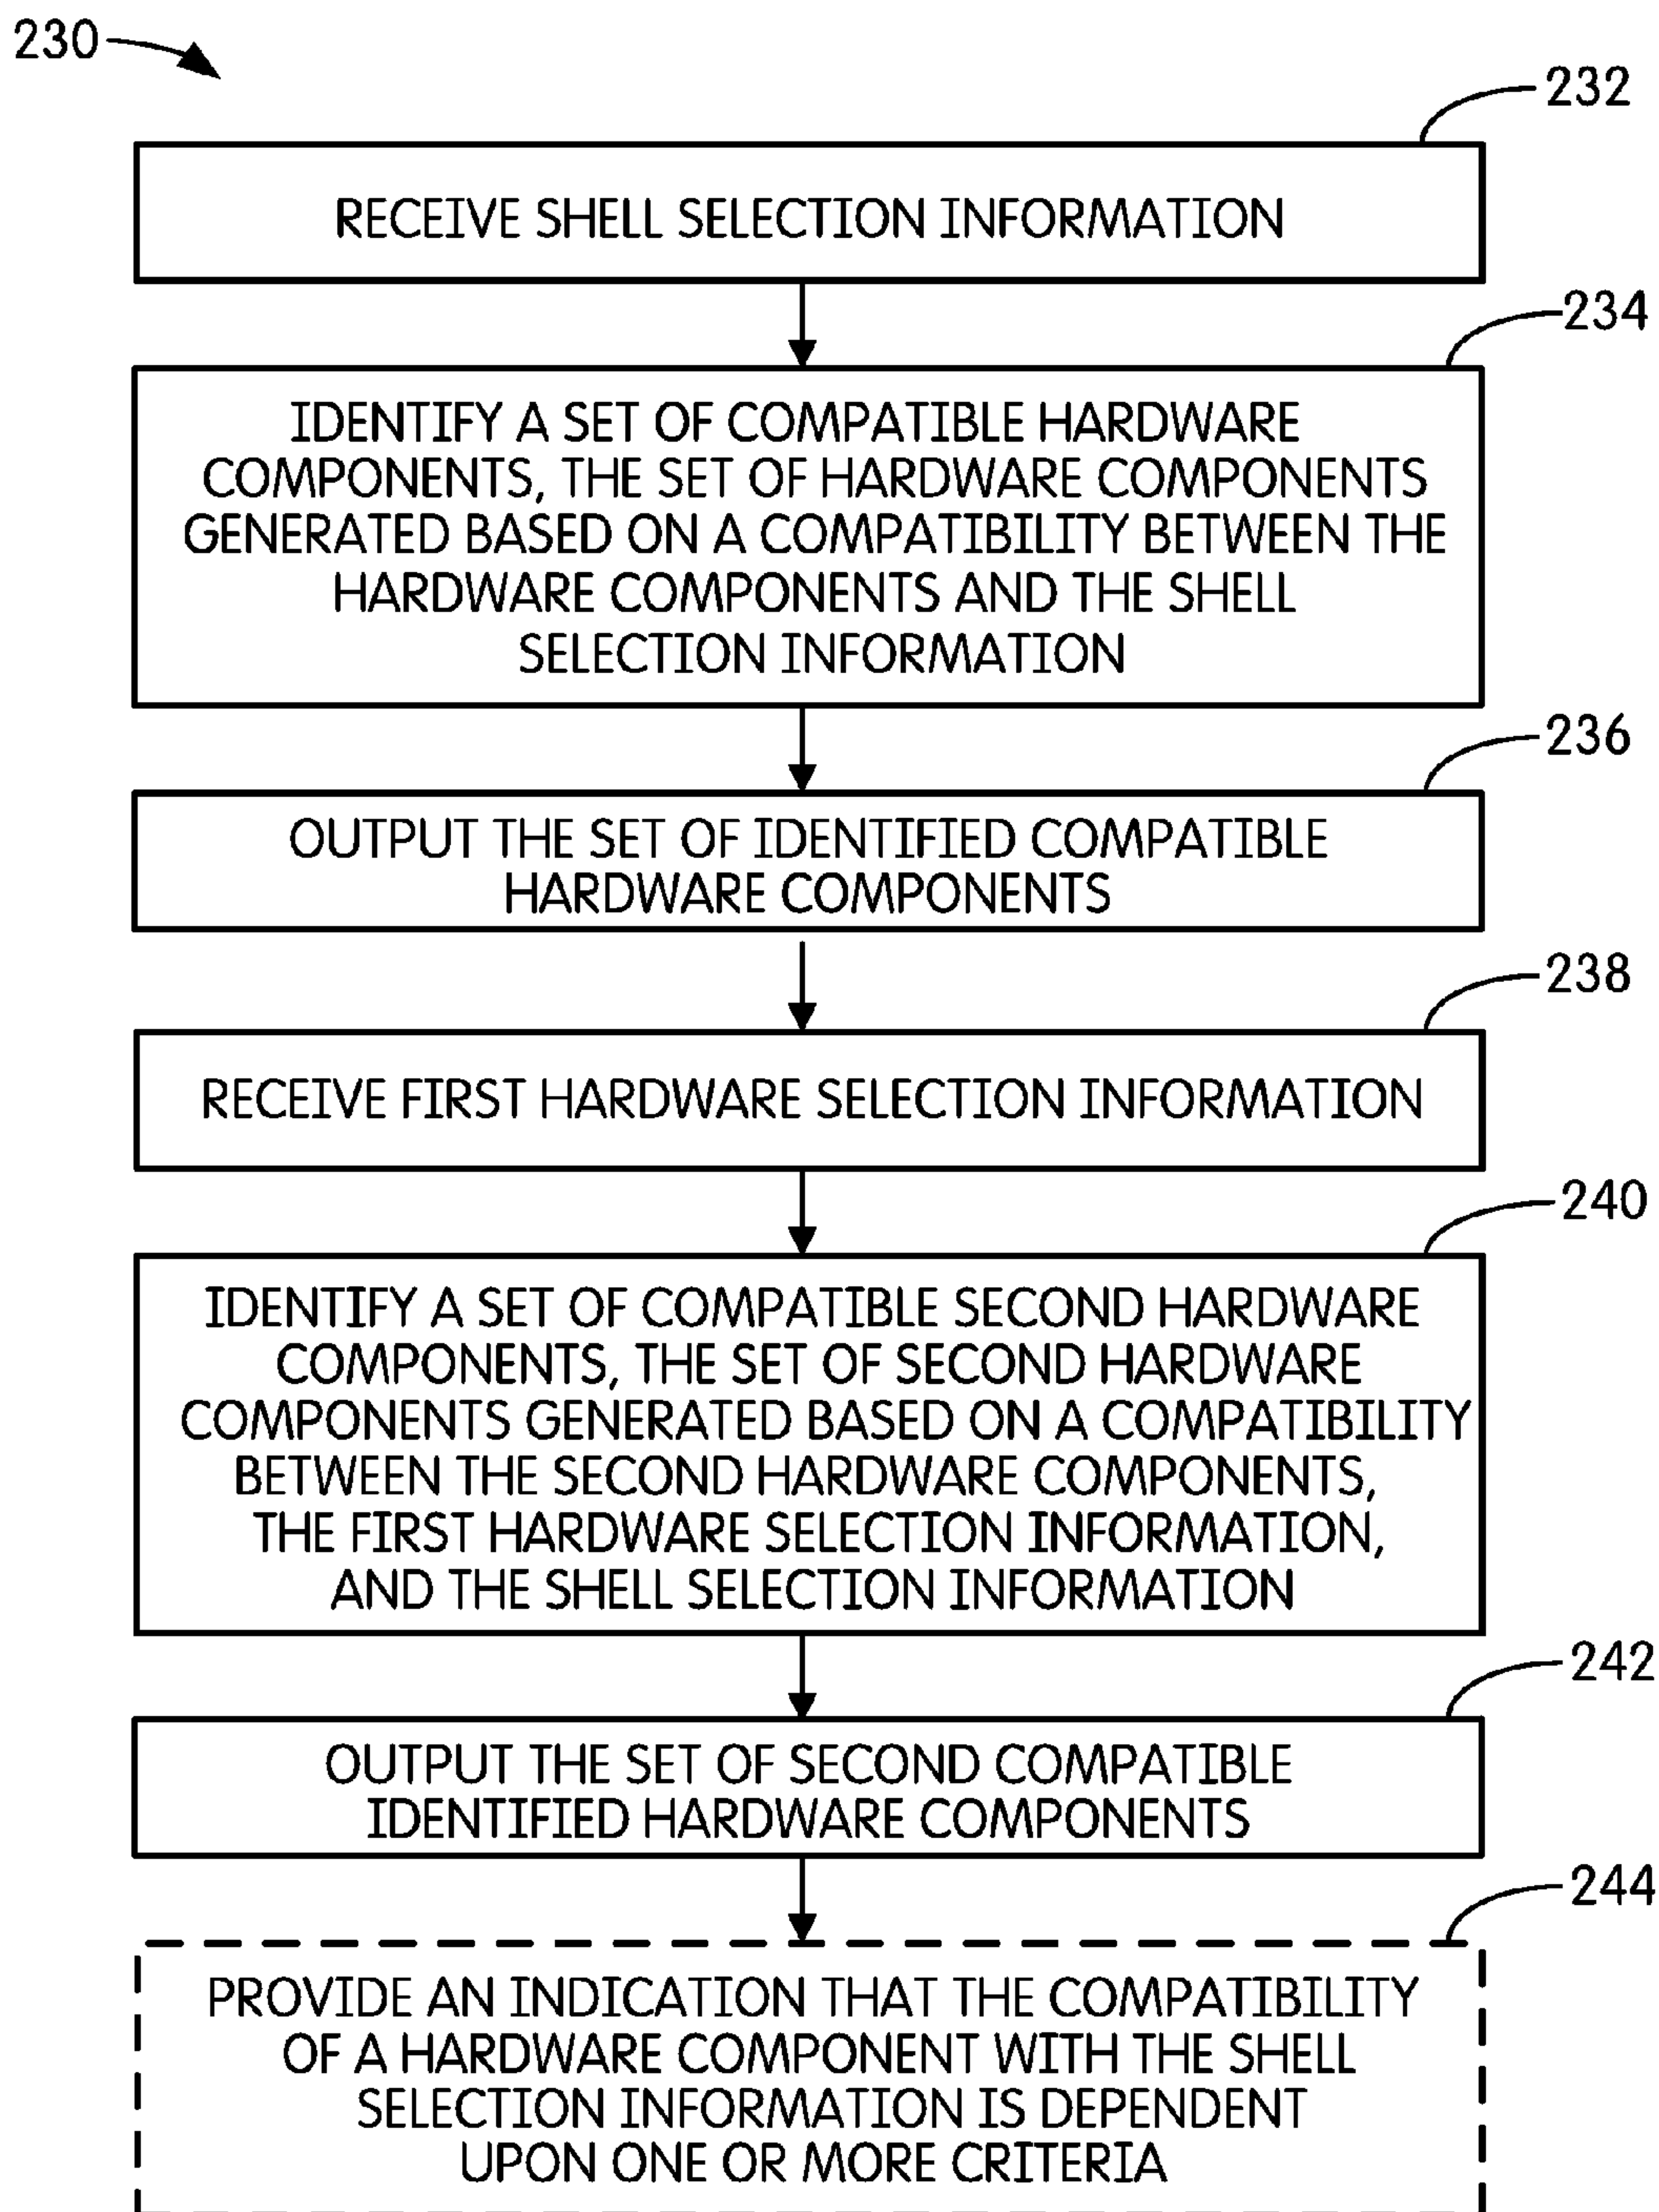 230
232
RECEIVE SHELL SELECTION INFORMATION
234
IDENTIFY A SET OF COMPATIBLE HARDWARE
COMPONENTS, THE SET OF HARDWARE COMPONENTS
GENERATED BASED ON A COMPATIBILITY BETWEEN THE
HARDWARE COMPONENTS AND THE SHELL
SELECTION INFORMATION
236
OUTPUT THE SET OF IDENTIFIED COMPATIBLE
HARDWARE COMPONENTS
238
RECEIVE FIRST HARDWARE SELECTION INFORMATION
240
IDENTIFY A SET OF COMPATIBLE SECOND HARDWARE
COMPONENTS, THE SET OF SECOND HARDWARE
COMPONENTS GENERATED BASED ON A COMPATIBILITY
BETWEEN THE SECOND HARDWARE COMPONENTS,
THE FIRST HARDWARE SELECTION INFORMATION,
AND THE SHELL SELECTION INFORMATION
242
OUTPUT THE SET OF SECOND COMPATIBLE
IDENTIFIED HARDWARE COMPONENTS
244
PROVIDE AN INDICATION THAT THE COMPATIBILITY
OF A HARDWARE COMPONENT WITH THE SHELL
SELECTION INFORMATION IS DEPENDENT
UPON ONE OR MORE CRITERIA